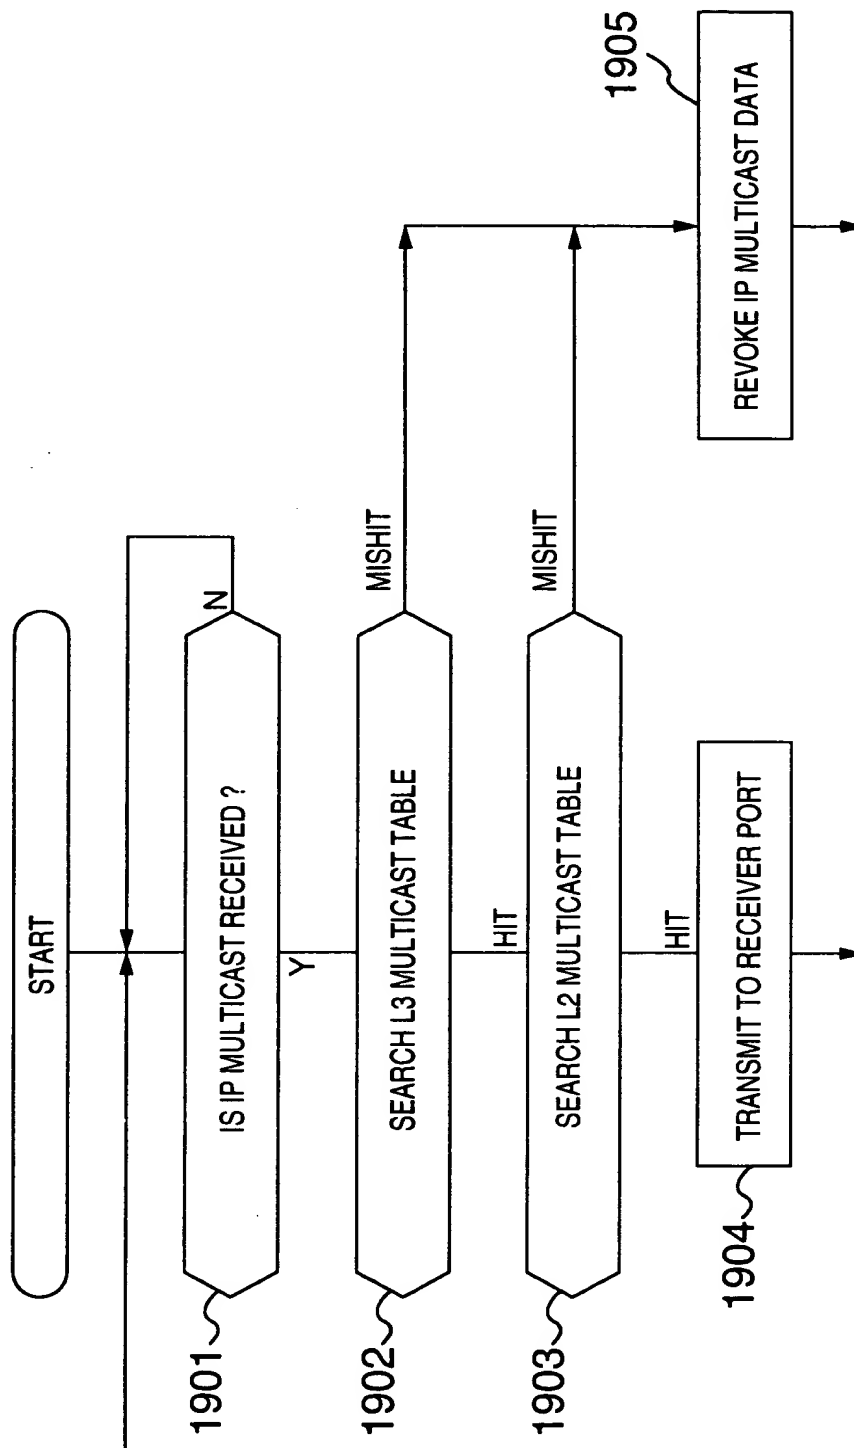 START
1901
IS IP MULTICAST RECEIVED ?
N
Y
1902
SEARCH L3 MULTICAST TABLE
MISHIT
HIT
1903
SEARCH L2 MULTICAST TABLE
MISHIT
HIT
1904
TRANSMIT TO RECEIVER PORT
1905
REVOKE IP MULTICAST DATA